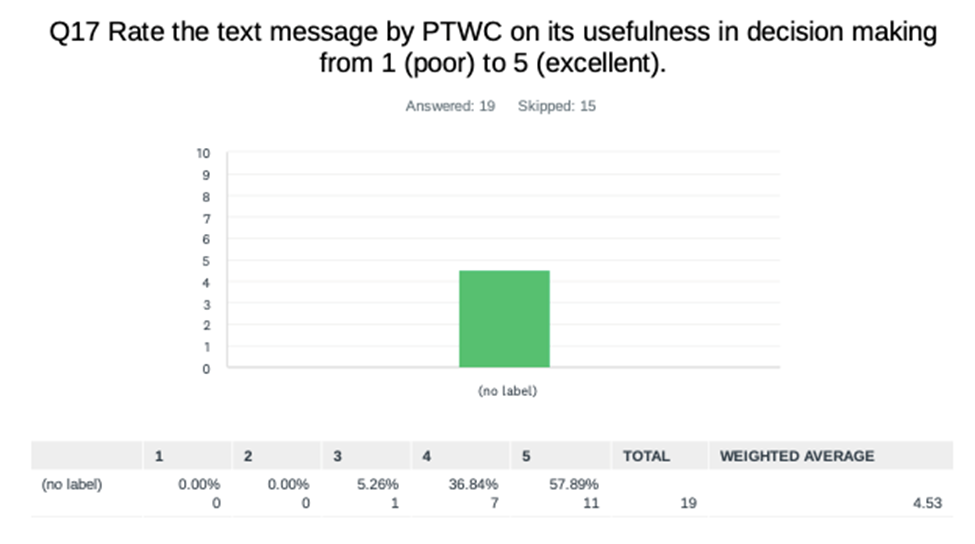 Q17 Rate the text message by PTWC on its usefulness in decision making
from 1 (poor) to 5 (excellent).
Answered: 19 Skipped: 15
10
9
8
7
6
5
4
3
2
1
0
(no label)
1 2 3 4 5 TOTAL WEIGHTED AVERAGE
(no label) 0.00% 0.00% 5.26% 36.84% 57.89%
0 0 1 7 11 19 4.53